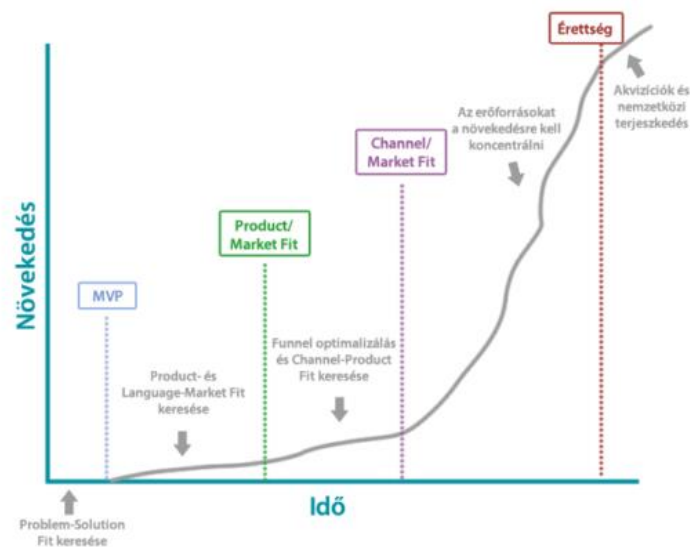 Érettség
Akvizíciók és
nemzetközi
terjeszkedés
Az erőforrásokat
a növekedésre kell
koncentrálni
Channel/
Market Fit
Product/
Market Fit
MVP
Növekedés
Funnel optimalizálás
és Channel-Product
Fit keresése
Product- és
Language-Market Fit
keresése
Idő
Problem-Solution
Fit keresése